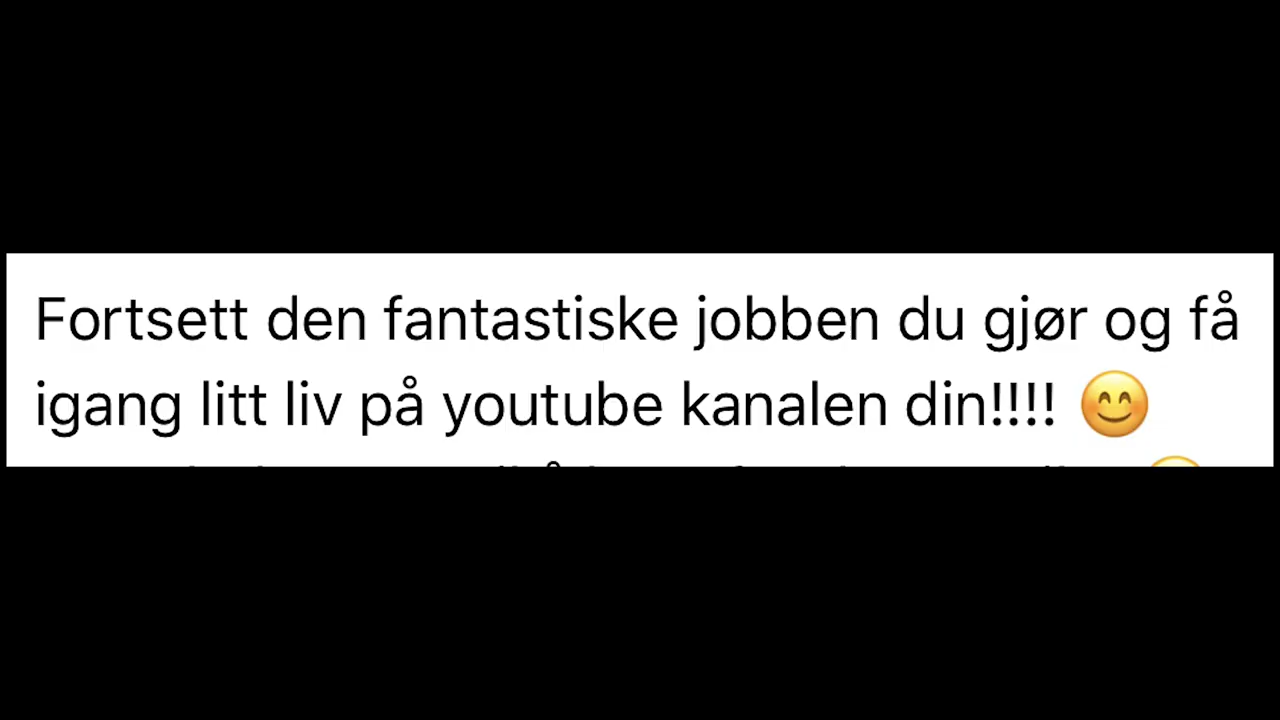 Fortsett den fantastiske jobben du gjør og få
igang litt liv på youtube kanalen din!!!! 😊